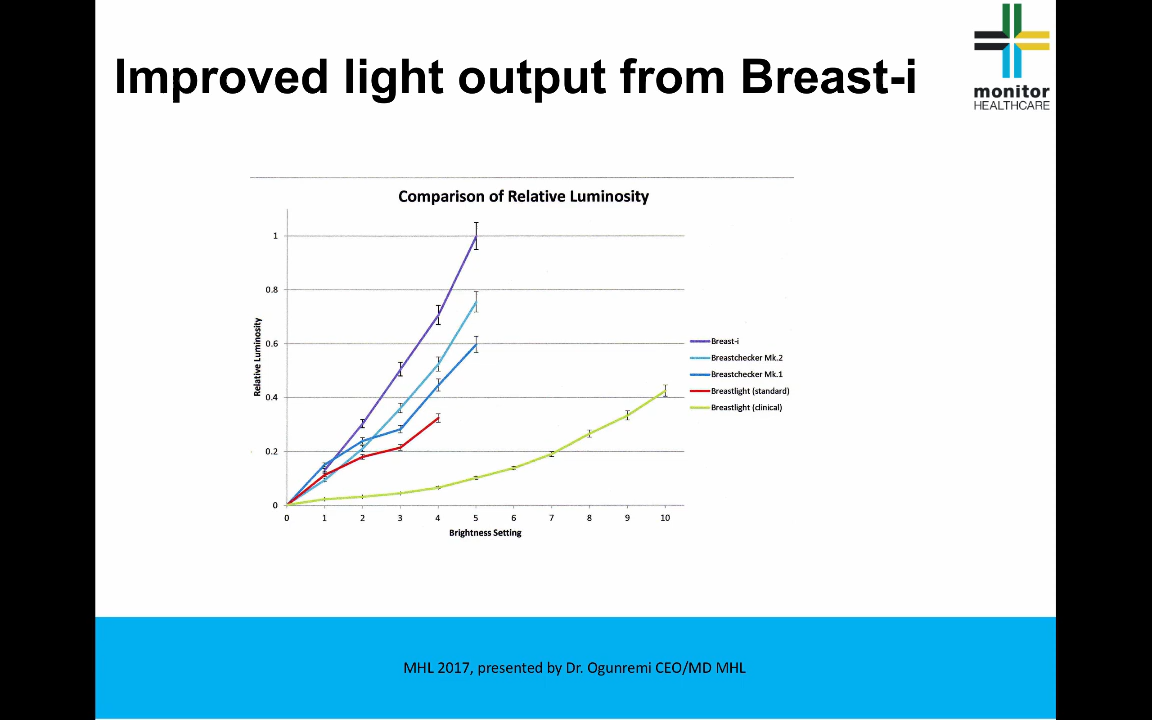 Improved light output from Breast-i
monitor
HEALTHCARE
Comparison of Relative Luminosity
Relative Luminosity
1
0.8
0.6
0.4
0.2
0
0 1 2 3 4 5 6 7 8 9 10
Brightness Setting
Breast-i
Breastchecker Mk.2
Breastchecker Mk.1
Breastlight (standard)
Breastlight (clinical)
MHL 2017, presented by Dr. Ogunremi CEO/MD MHL